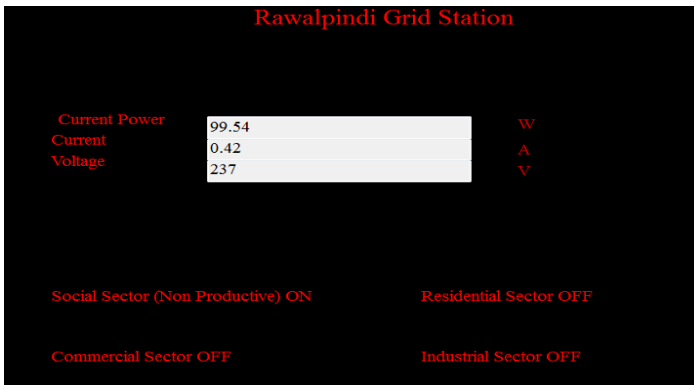 Rawalpindi Grid Station
Current Power 99.54 W
Current 0.42 A
Voltage 237 V
Social Sector (Non Productive) ON Residential Sector OFF
Commercial Sector OFF Industrial Sector OFF